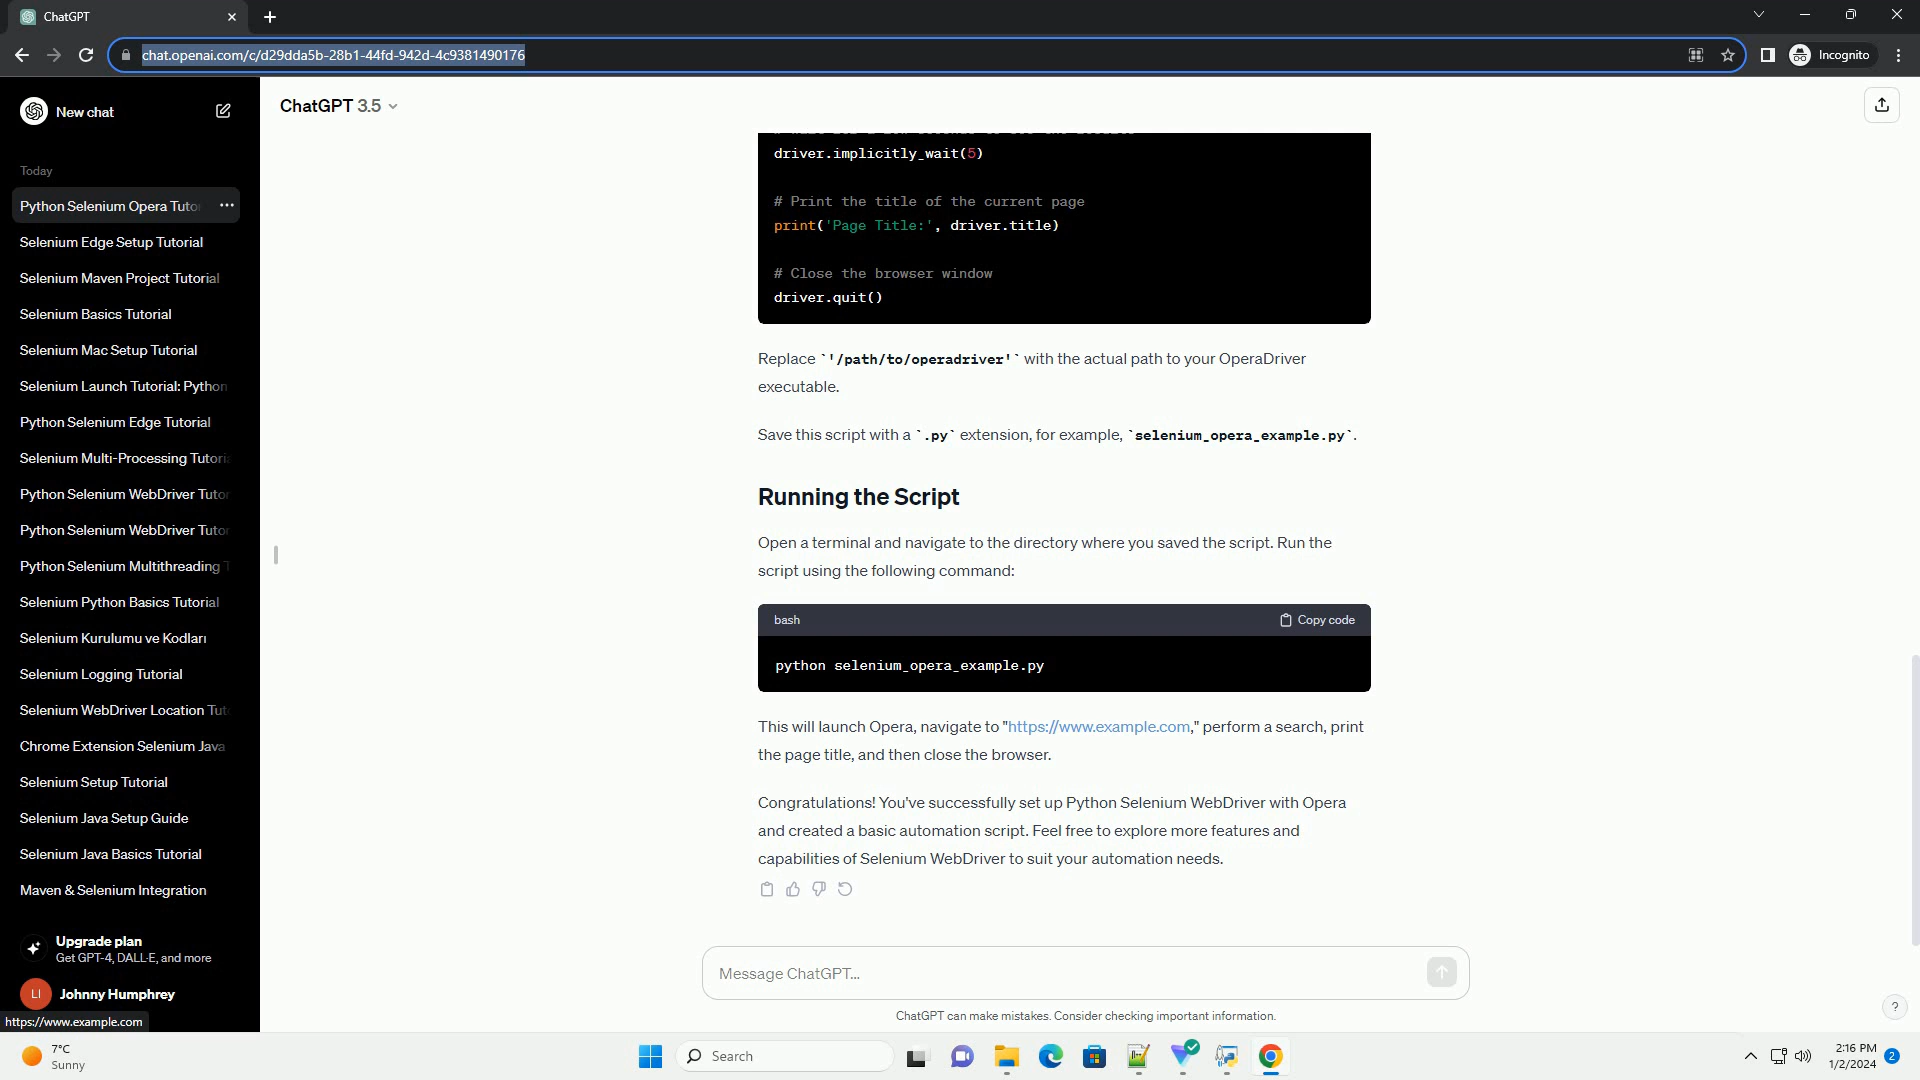 ChatGPT
chat.openai.com/c/d29dda5b-28b1-44fd-942d-4c9381490176
Incognito
New chat
ChatGPT 3.5
Today
Python Selenium Opera Tuto
Selenium Edge Setup Tutorial
Selenium Maven Project Tutorial
Selenium Basics Tutorial
Selenium Mac Setup Tutorial
Selenium Launch Tutorial: Python
Python Selenium Edge Tutorial
Selenium Multi-Processing Tutoria
Python Selenium WebDriver Tutor
Python Selenium WebDriver Tutor
Python Selenium Multithreading T
Selenium Python Basics Tutorial
Selenium Kurulumu ve Kodları
Selenium Logging Tutorial
Selenium WebDriver Location Tuto
Chrome Extension Selenium Java
Selenium Setup Tutorial
Selenium Java Setup Guide
Selenium Java Basics Tutorial
Maven & Selenium Integration
Upgrade plan
Get GPT-4, DALL·E, and more
LI
Johnny Humphrey
https://www.example.com
driver.implicitly_wait(5)
# Print the title of the current page
print('Page Title:', driver.title)
# Close the browser window
driver.quit()
Replace `'/path/to/operadriver'` with the actual path to your OperaDriver
executable.
Save this script with a `.py` extension, for example, `selenium_opera_example.py`.
Running the Script
Open a terminal and navigate to the directory where you saved the script. Run the
script using the following command:
bash
Copy code
python selenium_opera_example.py
This will launch Opera, navigate to "https://www.example.com," perform a search, print
the page title, and then close the browser.
Congratulations! You've successfully set up Python Selenium WebDriver with Opera
and created a basic automation script. Feel free to explore more features and
capabilities of Selenium WebDriver to suit your automation needs.
Message ChatGPT...
ChatGPT can make mistakes. Consider checking important information.
?
7°C
Sunny
Search
2:16 PM
1/2/2024
2